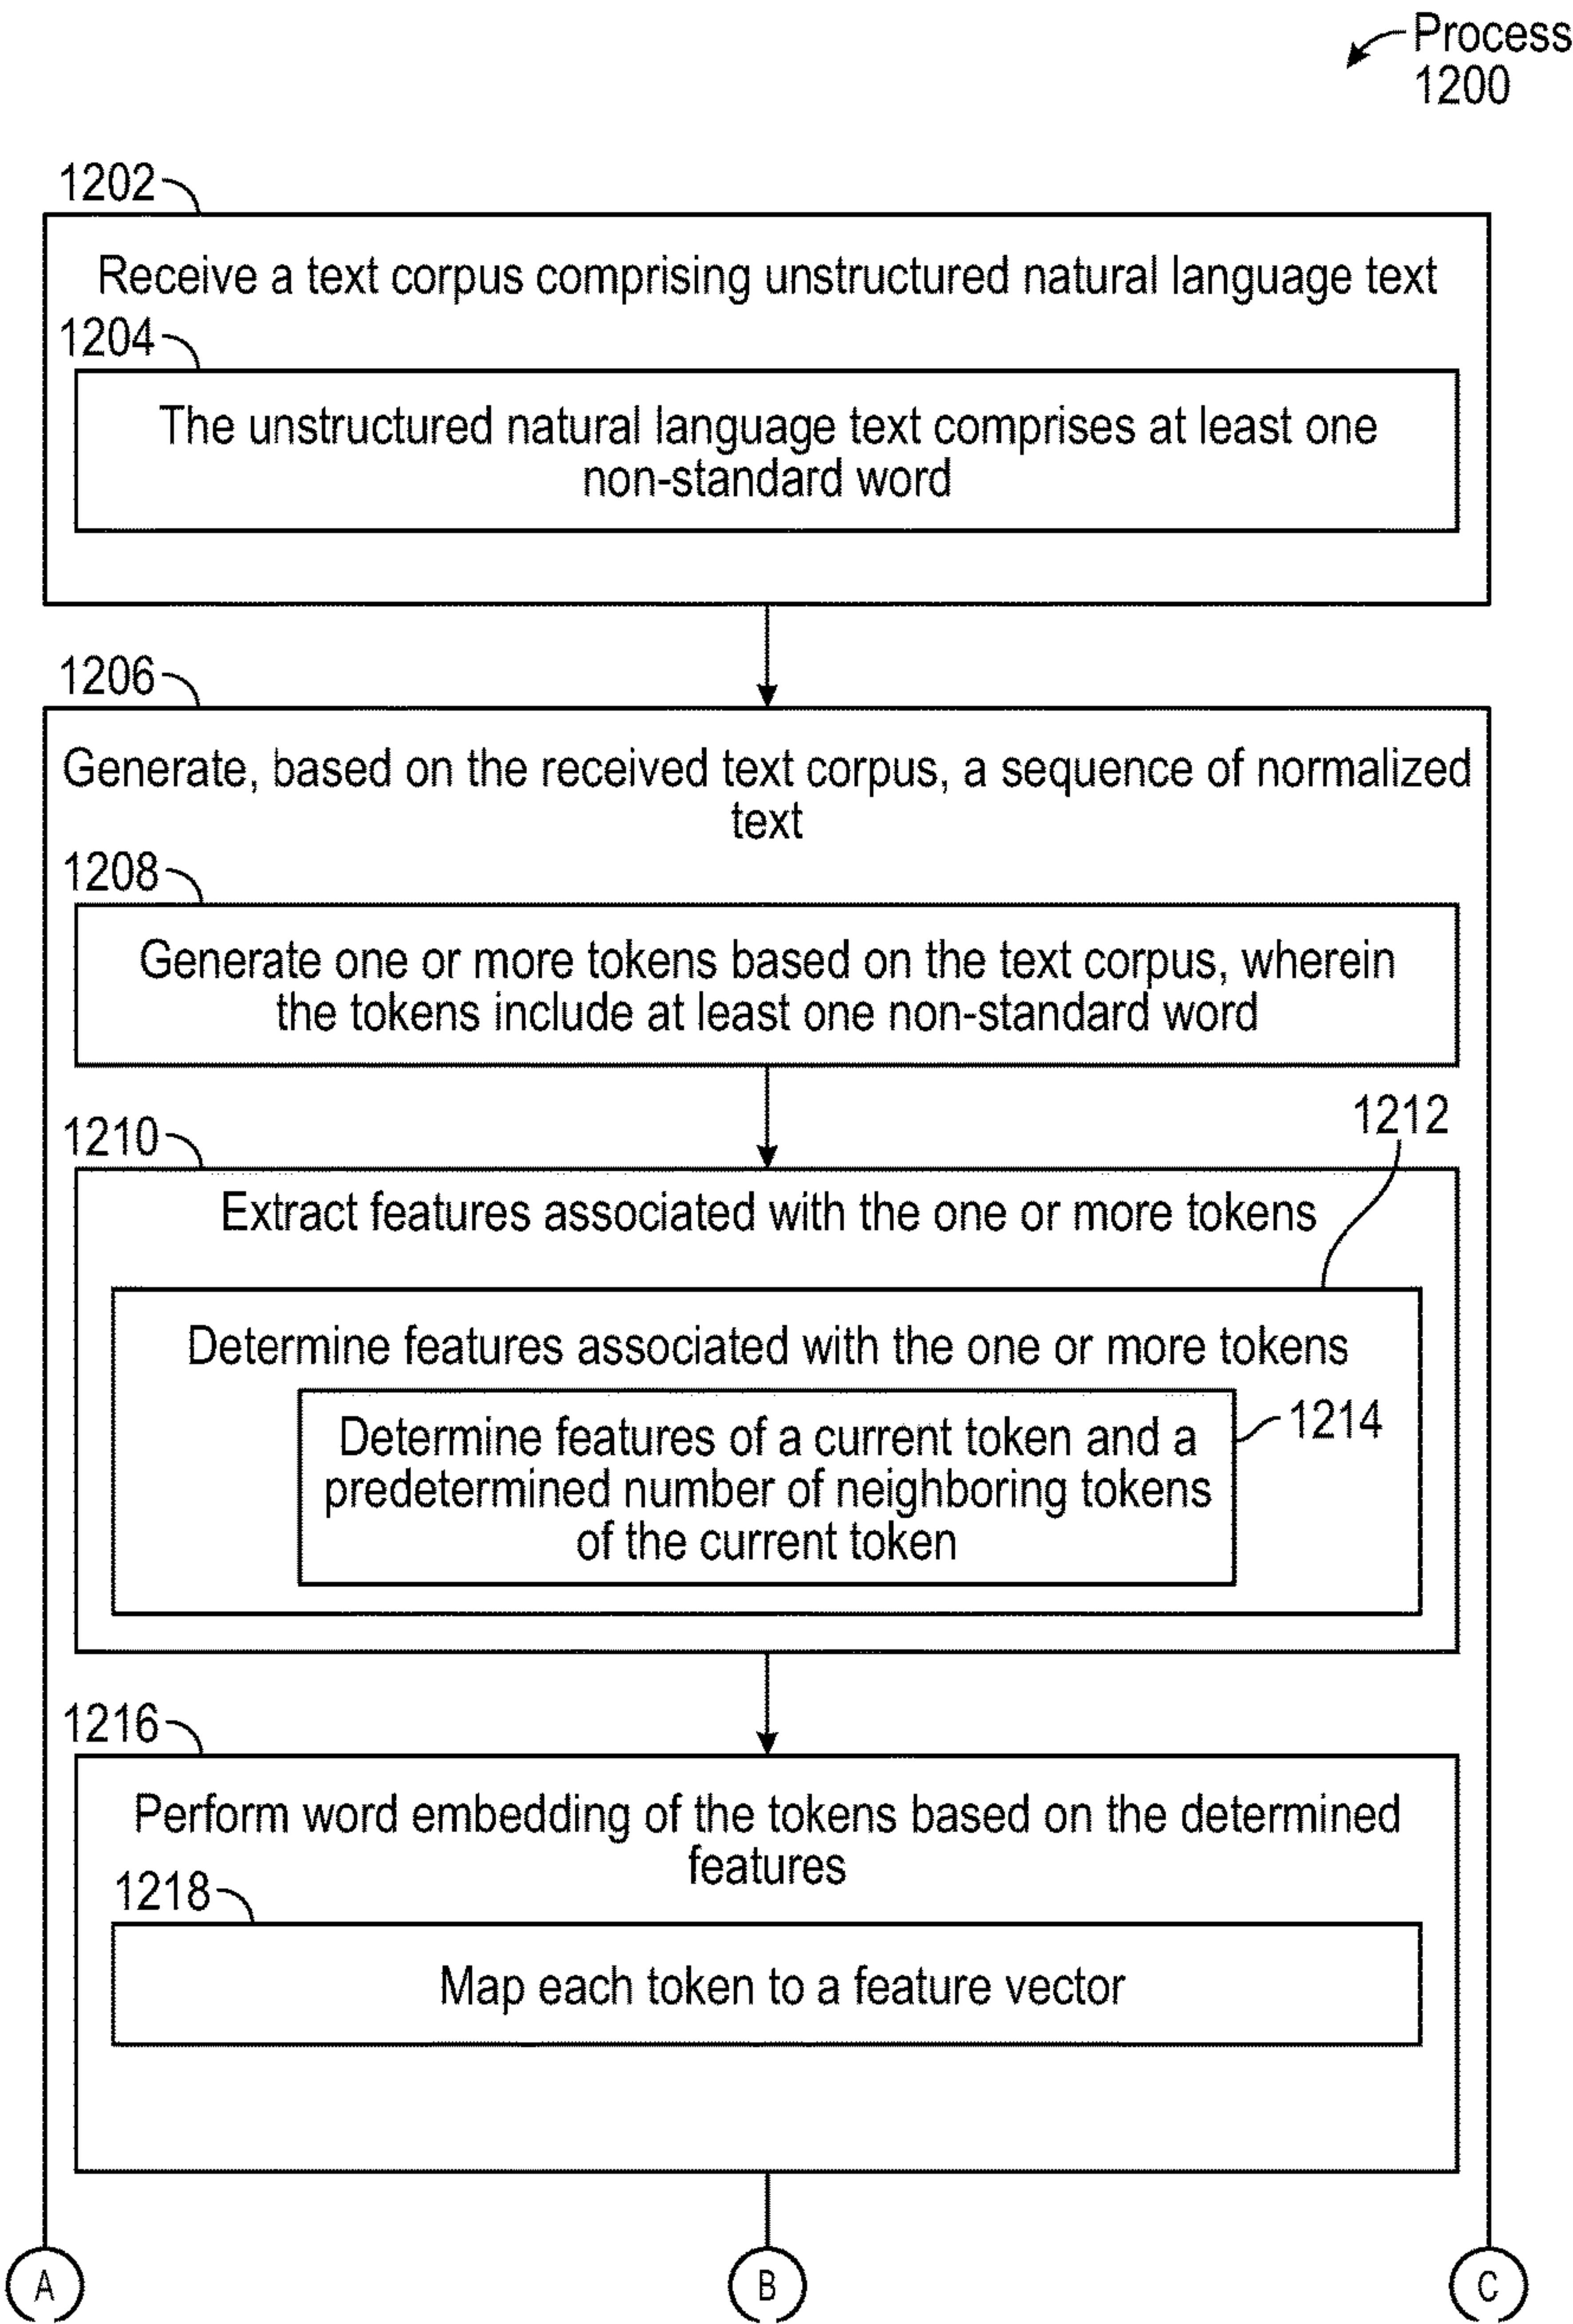 Process
1200
1202
Receive a text corpus comprising unstructured natural language text
1204
The unstructured natural language text comprises at least one
non-standard word
1206
Generate, based on the received text corpus, a sequence of normalized
text
1208
Generate one or more tokens based on the text corpus, wherein
the tokens include at least one non-standard word
1210
1212
Extract features associated with the one or more tokens
Determine features associated with the one or more tokens
Determine features of a current token and a
predetermined number of neighboring tokens
of the current token
1214
1216
Perform word embedding of the tokens based on the determined
features
1218
Map each token to a feature vector
A
B
C